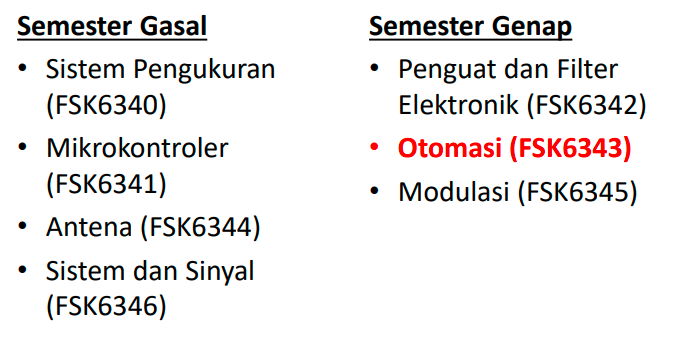 Semester Gasal
• Sistem Pengukuran
(FSK6340)
• Mikrokontroler
(FSK6341)
• Antena (FSK6344)
• Sistem dan Sinyal
(FSK6346)
Semester Genap
• Penguat dan Filter
Elektronik (FSK6342)
• Otomasi (FSK6343)
• Modulasi (FSK6345)